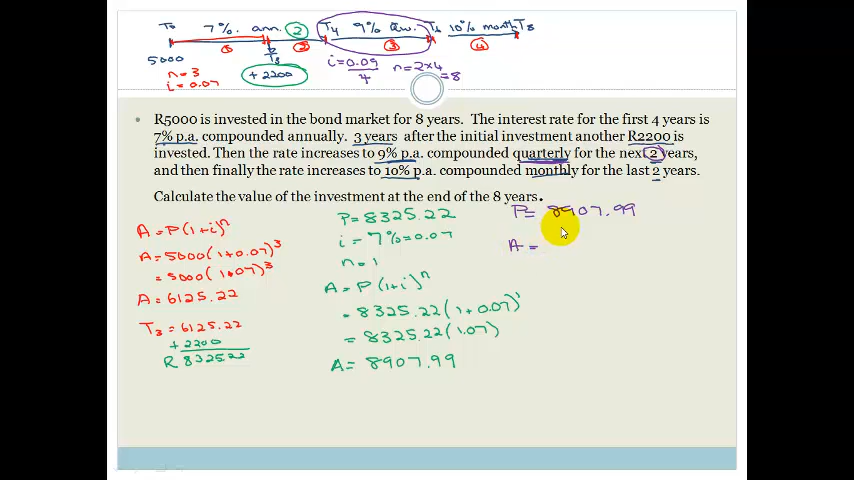 T₀ 7%. ann. ② T₄ 9% Qw. T₆ 10% month T₈
① ② ③ ④
5000 T₃ i=0.09/4 n=2×4
n=3 +2200 =8
i=0.07
R5000 is invested in the bond market for 8 years. The interest rate for the first 4 years is
7% p.a. compounded annually. 3 years after the initial investment another R2200 is
invested. Then the rate increases to 9% p.a. compounded quarterly for the next 2 years,
and then finally the rate increases to 10% p.a. compounded monthly for the last 2 years.
Calculate the value of the investment at the end of the 8 years.
A=P(1+i)ⁿ
A=5000(1+0.07)³
=5000(1.07)³
A=6125.22
T₃=6125.22
+2200
R 8325.22
P=8325.22
i=7%=0.07
n=1
A=P(1+i)ⁿ
=8325.22(1+0.07)¹
=8325.22(1.07)
A=8907.99
P=8907.99
A=